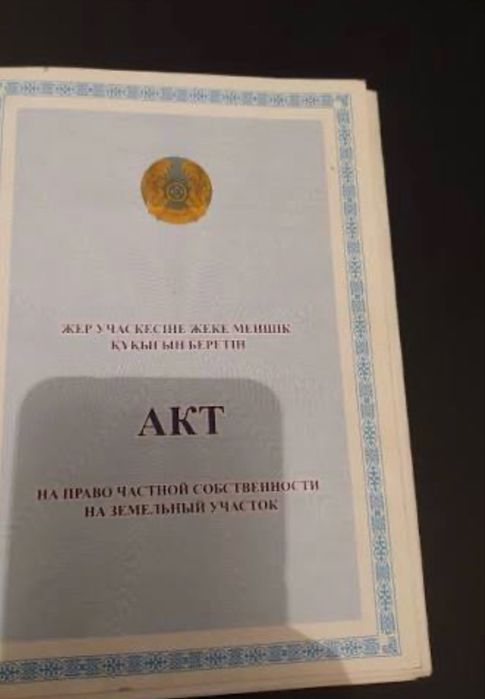 ЖЕР УЧАСКЕСІНЕ ЖЕКЕ МЕНШІК
ҚҰҚЫҒЫН БЕРЕТІН
АКТ
НА ПРАВО ЧАСТНОЙ СОБСТВЕННОСТИ
НА ЗЕМЕЛЬНЫЙ УЧАСТОК